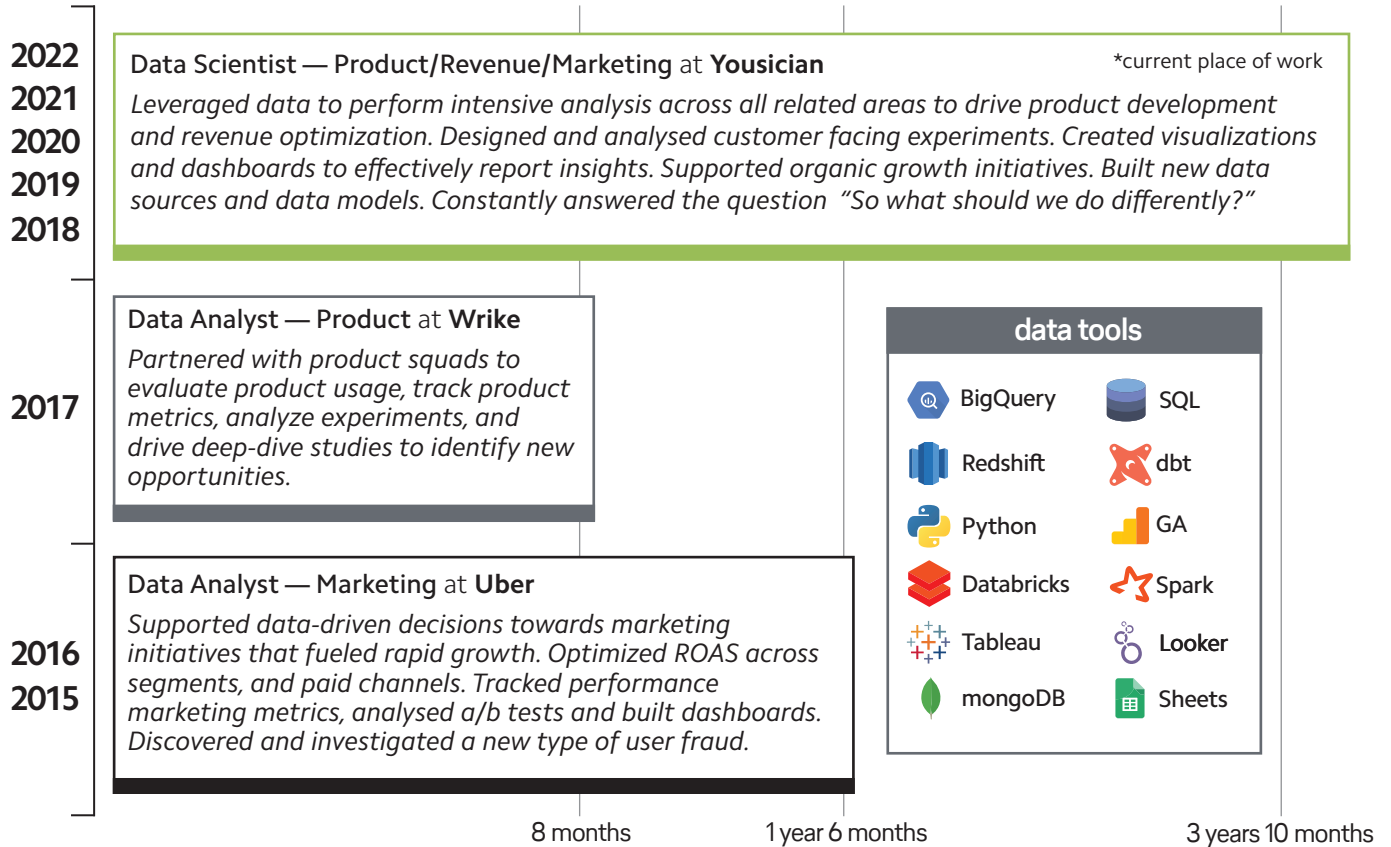 2022
2021
2020
2019
2018
Data Scientist — Product/Revenue/Marketing at Yousician
*current place of work
Leveraged data to perform intensive analysis across all related areas to drive product development
and revenue optimization. Designed and analysed customer facing experiments. Created visualizations
and dashboards to effectively report insights. Supported organic growth initiatives. Built new data
sources and data models. Constantly answered the question “So what should we do differently?”
2017
Data Analyst — Product at Wrike
Partnered with product squads to
evaluate product usage, track product
metrics, analyze experiments, and
drive deep-dive studies to identify new
opportunities.
2016
2015
Data Analyst — Marketing at Uber
Supported data-driven decisions towards marketing
initiatives that fueled rapid growth. Optimized ROAS across
segments, and paid channels. Tracked performance
marketing metrics, analysed a/b tests and built dashboards.
Discovered and investigated a new type of user fraud.
data tools
BigQuery SQL
Redshift dbt
Python GA
Databricks Spark
Tableau Looker
mongoDB Sheets
8 months 1 year 6 months 3 years 10 months